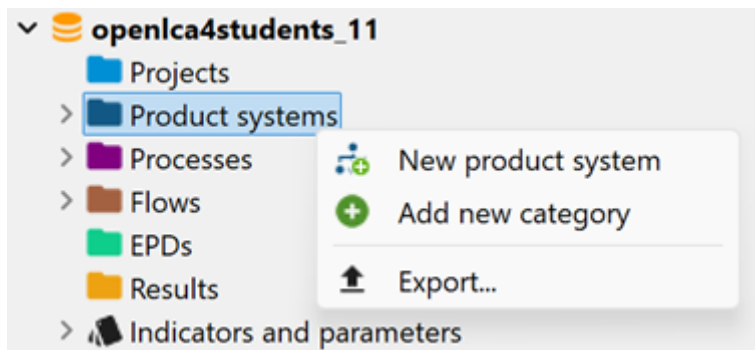 openlca4students_11
Projects
Product systems
Processes
New product system
Flows
Add new category
EPDs
Results
Export...
Indicators and parameters